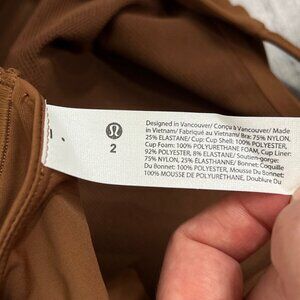 2
Designed in Vancouver/ Conçu à Vancouver/ Made
in Vietnam/ Fabriqué au Vietnam/ Bra: 75% NYLON,
25% ELASTANE/ Cup: Cup Shell: 100% POLYESTER,
Cup Foam: 100% POLYURETHANE FOAM, Cup Liner:
92% POLYESTER, 8% ELASTANE/ Soutien-gorge:
75% NYLON, 25% ÉLASTHANNE/ Bonnet: Coquille
Du Bonnet: 100% POLYESTER, Mousse Du Bonnet:
100% MOUSSE DE POLYURÉTHANE, Doublure Du